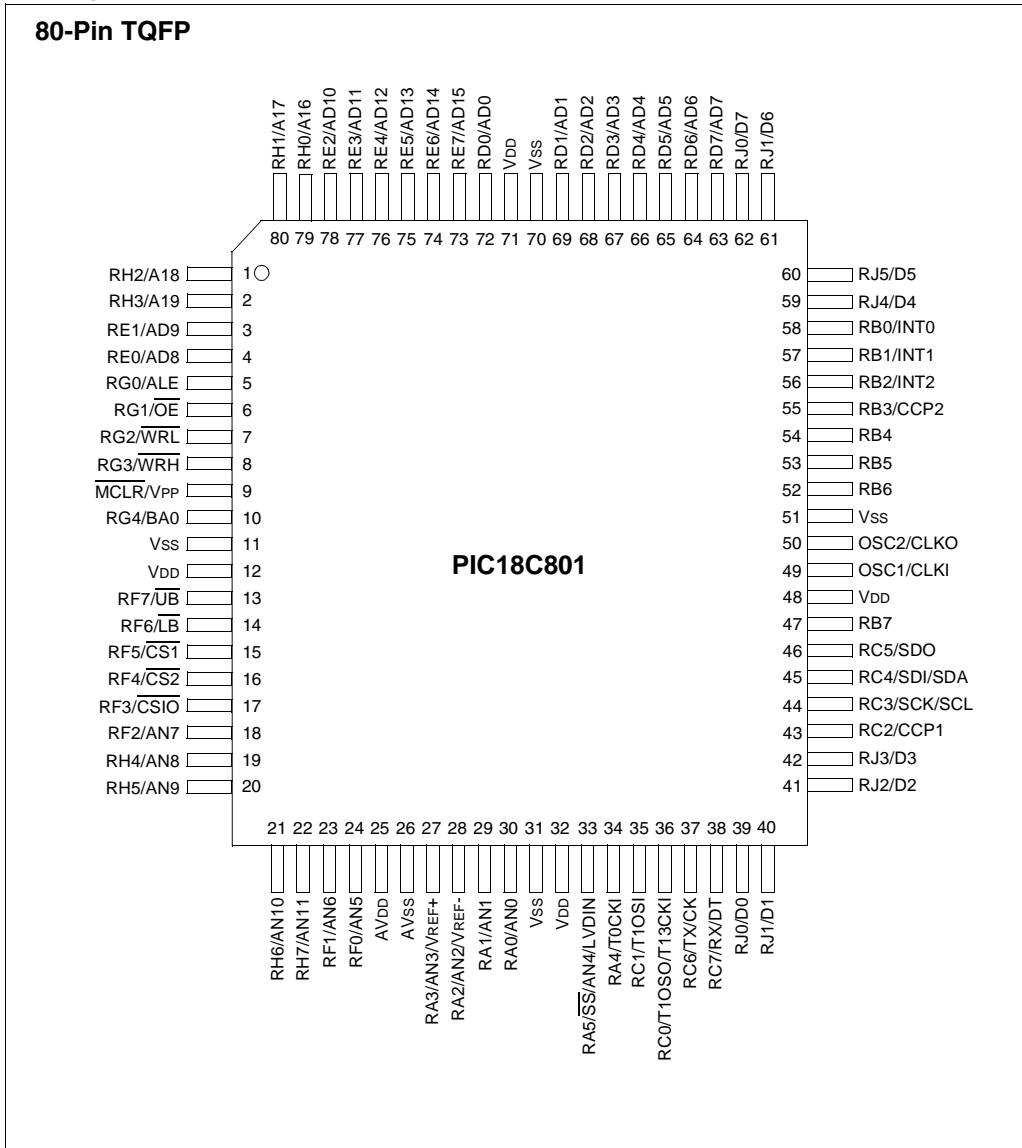 80-Pin TQFP
RH1/A17
RH0/A16
RE2/AD10
RE3/AD11
RE4/AD12
RE5/AD13
RE6/AD14
RE7/AD15
RD0/AD0
VDD
VSS
RD1/AD1
RD2/AD2
RD3/AD3
RD4/AD4
RD5/AD5
RD6/AD6
RD7/AD7
RJ0/D7
RJ1/D6
80 79 78 77 76 75 74 73 72 71 70 69 68 67 66 65 64 63 62 61
RH2/A18 1
RH3/A19 2
RE1/AD9 3
RE0/AD8 4
RG0/ALE 5
RG1/OE 6
RG2/WRL 7
RG3/WRH 8
MCLR/VPP 9
RG4/BA0 10
VSS 11
VDD 12
RF7/UB 13
RF6/LB 14
RF5/CS1 15
RF4/CS2 16
RF3/CSIO 17
RF2/AN7 18
RH4/AN8 19
RH5/AN9 20
PIC18C801
60 RJ5/D5
59 RJ4/D4
58 RB0/INT0
57 RB1/INT1
56 RB2/INT2
55 RB3/CCP2
54 RB4
53 RB5
52 RB6
51 VSS
50 OSC2/CLKO
49 OSC1/CLKI
48 VDD
47 RB7
46 RC5/SDO
45 RC4/SDI/SDA
44 RC3/SCK/SCL
43 RC2/CCP1
42 RJ3/D3
41 RJ2/D2
21 22 23 24 25 26 27 28 29 30 31 32 33 34 35 36 37 38 39 40
RH6/AN10
RH7/AN11
RF1/AN6
RF0/AN5
AVDD
AVSS
RA3/AN3/VREF+
RA2/AN2/VREF-
RA1/AN1
RA0/AN0
VSS
VDD
RA5/SS/AN4/LVDIN
RA4/T0CKI
RC1/T1OSI
RC0/T1OSO/T13CKI
RC6/TX/CK
RC7/RX/DT
RJ0/D0
RJ1/D1